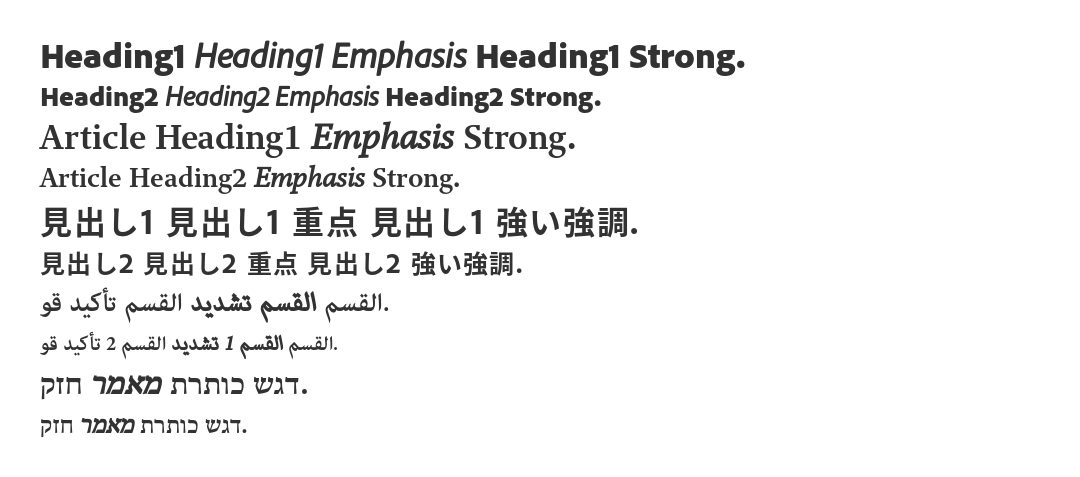 Heading1 Heading1 Emphasis Heading1 Strong.
Heading2 Heading2 Emphasis Heading2 Strong.
Article Heading1 Emphasis Strong.
Article Heading2 Emphasis Strong.
見出し1 見出し1 重点 見出し1 強い強調.
見出し2 見出し2 重点 見出し2 強い強調.
القسم القسم تشديد القسم تأكيد قو.
القسم القسم 1 تشديد القسم 2 تأكيد قو.
דגש כותרת מאמר חזק.
דגש כותרת מאמר חזק.